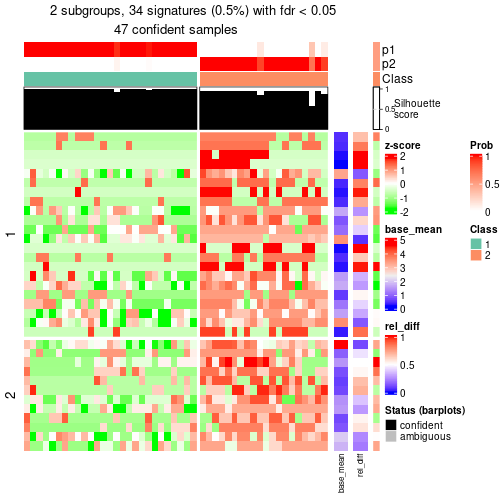 2 subgroups, 34 signatures (0.5%) with fdr < 0.05
47 confident samples
p1
p2
Class
1
0.5
0
Silhouette
score
1
2
z-score
2
1
0
-1
-2
Prob
1
0.5
0
base_mean
5
4
3
2
1
0
Class
1
2
rel_diff
1
0.5
0
Status (barplots)
confident
ambiguous
base_mean
rel_diff